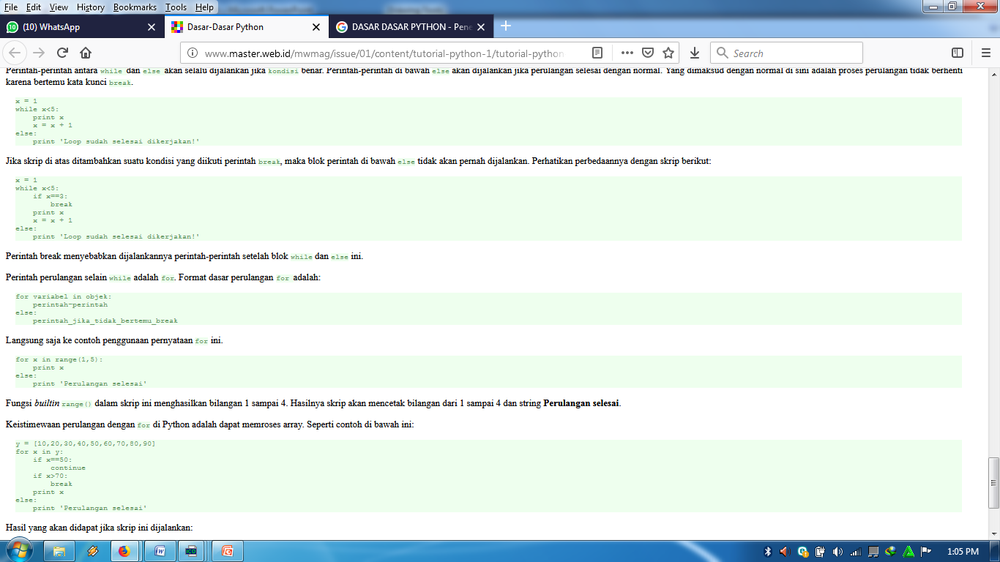 File Edit View History Bookmarks Tools Help
(10) WhatsApp
Dasar-Dasar Python
DASAR DASAR PYTHON - Pene
www.master.web.id/mwmag/issue/01/content/tutorial-python-1/tutorial-python
Search
Perintah-perintah antara while dan else akan selalu dijalankan jika kondisi benar. Perintah-perintah di bawah else akan dijalankan jika perulangan selesai dengan normal. Yang dimaksud dengan normal di sini adalah proses perulangan tidak berhenti
karena bertemu kata kunci break.
x = 1
while x<5:
    print x
    x = x + 1
else:
    print 'Loop sudah selesai dikerjakan!'
Jika skrip di atas ditambahkan suatu kondisi yang diikuti perintah break, maka blok perintah di bawah else tidak akan pernah dijalankan. Perhatikan perbedaannya dengan skrip berikut:
x = 1
while x<5:
    if x==3:
        break
    print x
    x = x + 1
else:
    print 'Loop sudah selesai dikerjakan!'
Perintah break menyebabkan dijalankannya perintah-perintah setelah blok while dan else ini.
Perintah perulangan selain while adalah for. Format dasar perulangan for adalah:
for variabel in objek:
    perintah-perintah
else:
    perintah_jika_tidak_bertemu_break
Langsung saja ke contoh penggunaan pernyataan for ini.
for x in range(1,5):
    print x
else:
    print 'Perulangan selesai'
Fungsi builtin range() dalam skrip ini menghasilkan bilangan 1 sampai 4. Hasilnya skrip akan mencetak bilangan dari 1 sampai 4 dan string Perulangan selesai.
Keistimewaan perulangan dengan for di Python adalah dapat memroses array. Seperti contoh di bawah ini:
y = [10,20,30,40,50,60,70,80,90]
for x in y:
    if x==50:
        continue
    if x>70:
        break
    print x
else:
    print 'Perulangan selesai'
Hasil yang akan didapat jika skrip ini dijalankan:
1:05 PM